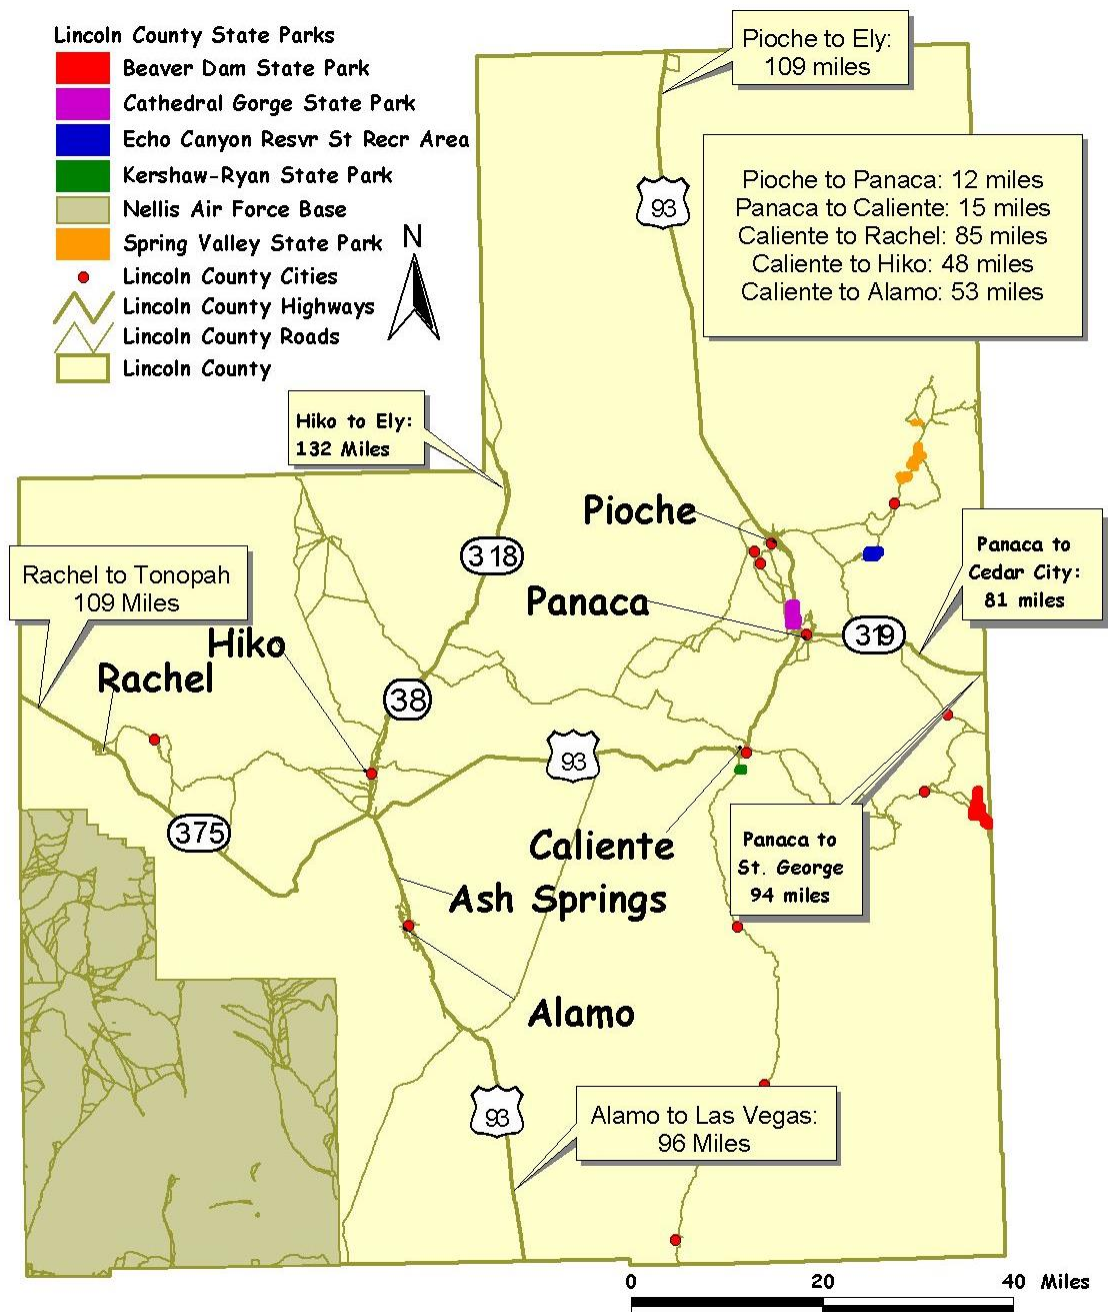 Lincoln County State Parks
Beaver Dam State Park
Cathedral Gorge State Park
Echo Canyon Resvr St Recr Area
Kershaw-Ryan State Park
Nellis Air Force Base
Spring Valley State Park
Lincoln County Cities
Lincoln County Highways
Lincoln County Roads
Lincoln County
N
Pioche to Ely:
109 miles
93
Pioche to Panaca: 12 miles
Panaca to Caliente: 15 miles
Caliente to Rachel: 85 miles
Caliente to Hiko: 48 miles
Caliente to Alamo: 53 miles
Hiko to Ely:
132 Miles
Pioche
318
Panaca to
Cedar City:
81 miles
Rachel to Tonopah
109 Miles
Panaca
319
Hiko
Rachel
38
93
375
Caliente
Panaca to
St. George
94 miles
Ash Springs
Alamo
93
Alamo to Las Vegas:
96 Miles
0 20 40 Miles